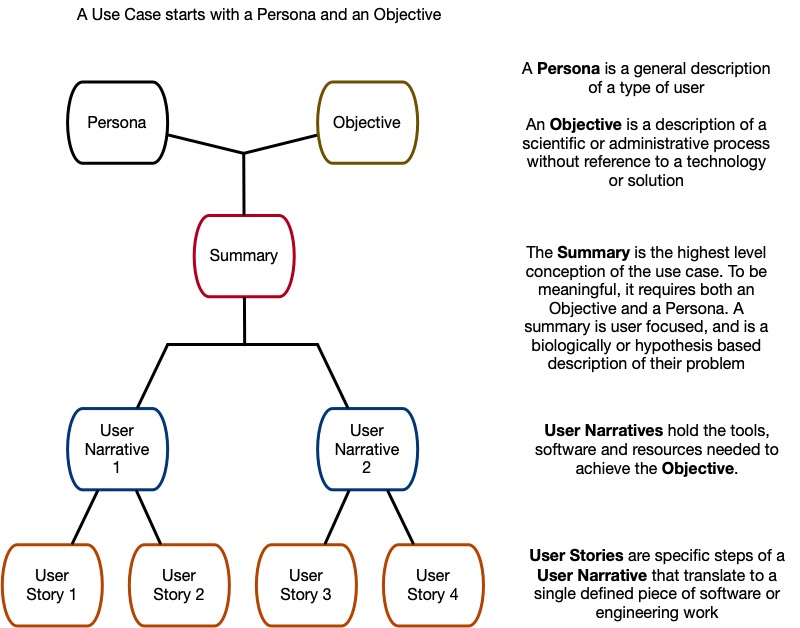 A Use Case starts with a Persona and an Objective
A Persona is a general description
of a type of user
Persona
Objective
An Objective is a description of a
scientific or administrative process
without reference to a technology
or solution
Summary
The Summary is the highest level
conception of the use case. To be
meaningful, it requires both an
Objective and a Persona. A
summary is user focused, and is a
biologically or hypothesis based
description of their problem
User
Narrative
1
User
Narrative
2
User Narratives hold the tools,
software and resources needed to
achieve the Objective.
User
Story 1
User
Story 2
User
Story 3
User
Story 4
User Stories are specific steps of a
User Narrative that translate to a
single defined piece of software or
engineering work